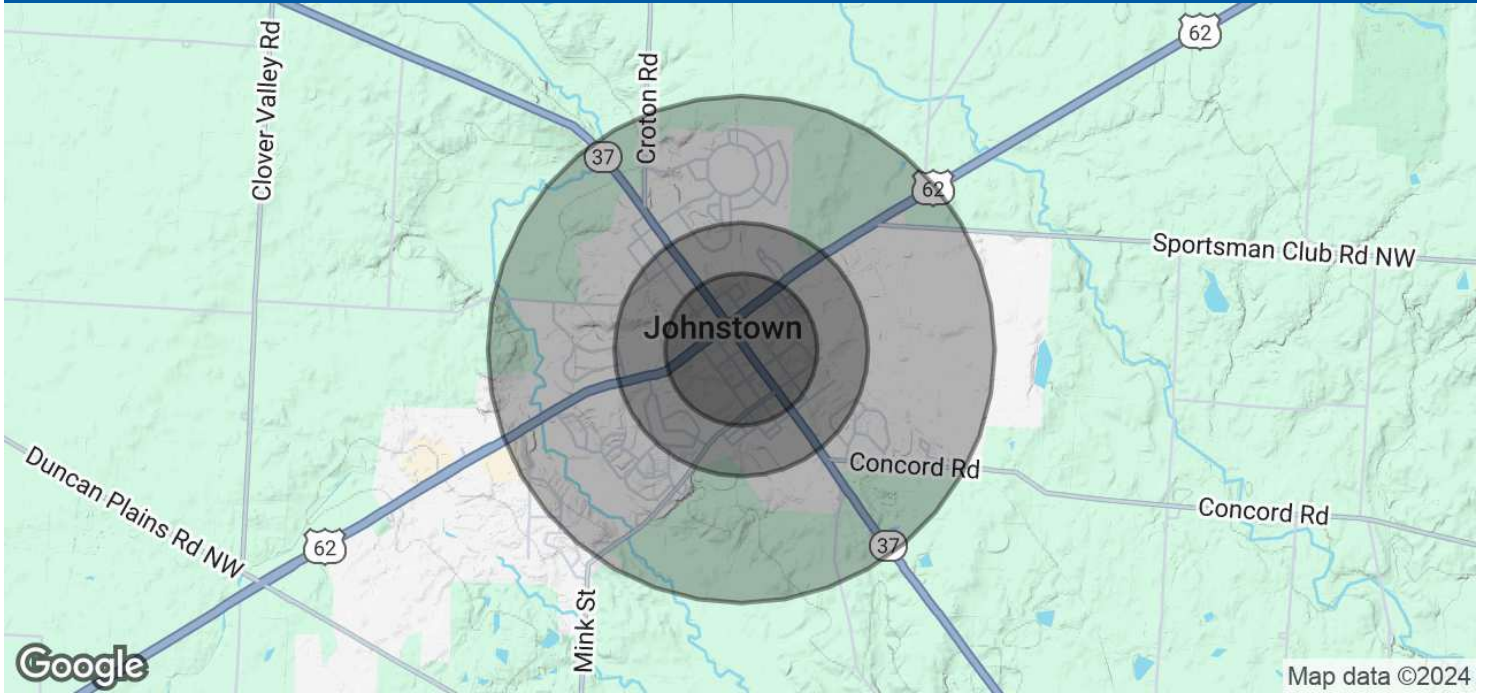 62
Clover Valley Rd
Croton Rd
37
62
Sportsman Club Rd NW
Johnstown
Concord Rd
Duncan Plains Rd NW
Concord Rd
62
37
Mink St
Google
Map data ©2024